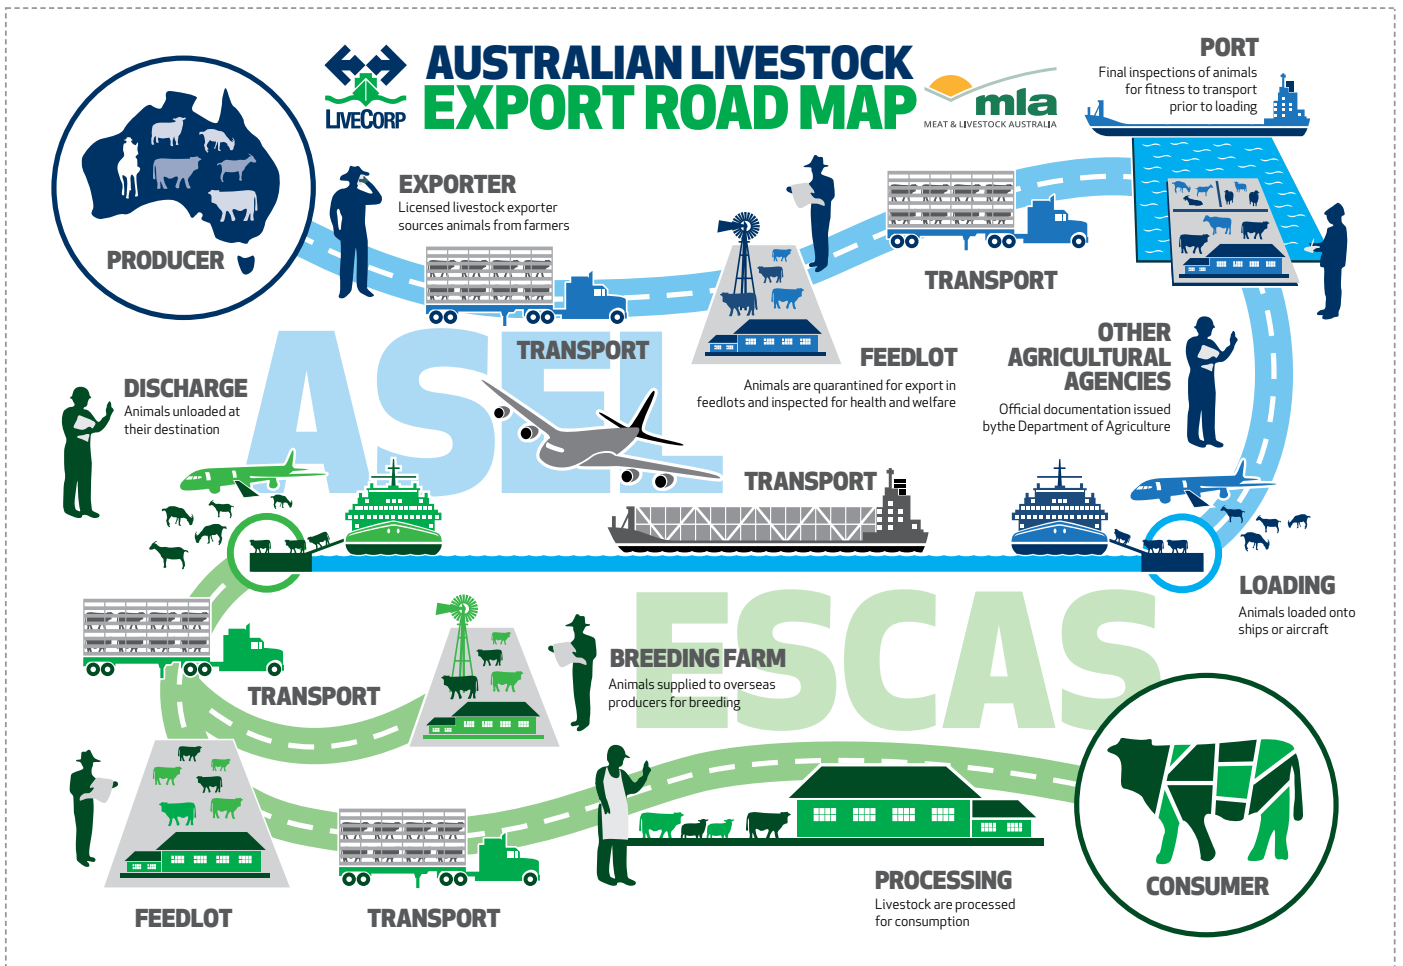 LIVECORP
AUSTRALIAN LIVESTOCK
EXPORT ROAD MAP
mla
MEAT & LIVESTOCK AUSTRALIA
PORT
Final inspections of animals
for fitness to transport
prior to loading
PRODUCER
EXPORTER
Licensed livestock exporter
sources animals from farmers
TRANSPORT
FEEDLOT
Animals are quarantined for export in
feedlots and inspected for health and welfare
TRANSPORT
OTHER
AGRICULTURAL
AGENCIES
Official documentation issued
bythe Department of Agriculture
ASEL
DISCHARGE
Animals unloaded at
their destination
TRANSPORT
LOADING
Animals loaded onto
ships or aircraft
ESCAS
TRANSPORT
BREEDING FARM
Animals supplied to overseas
producers for breeding
FEEDLOT
TRANSPORT
PROCESSING
Livestock are processed
for consumption
CONSUMER